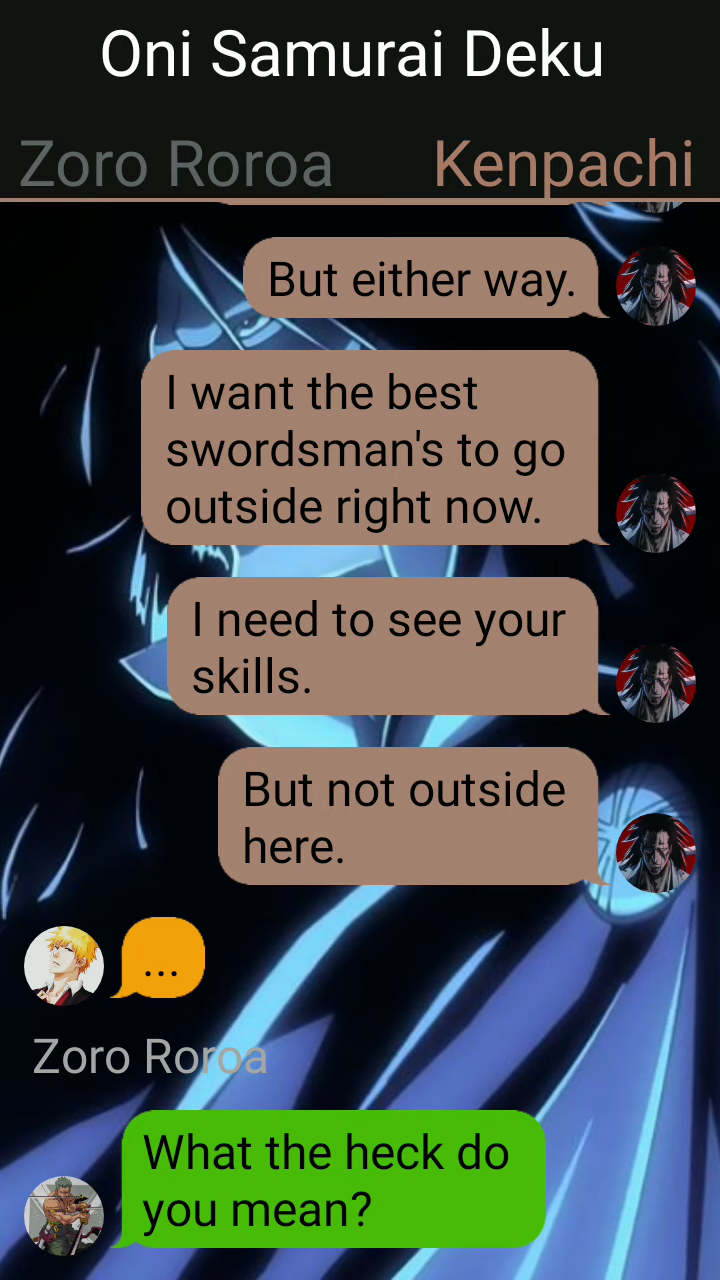 Oni Samurai Deku
Zoro Roroa
Kenpachi
But either way.
I want the best
swordsman's to go
outside right now.
I need to see your
skills.
But not outside
here.
...
Zoro Roroa
What the heck do
you mean?